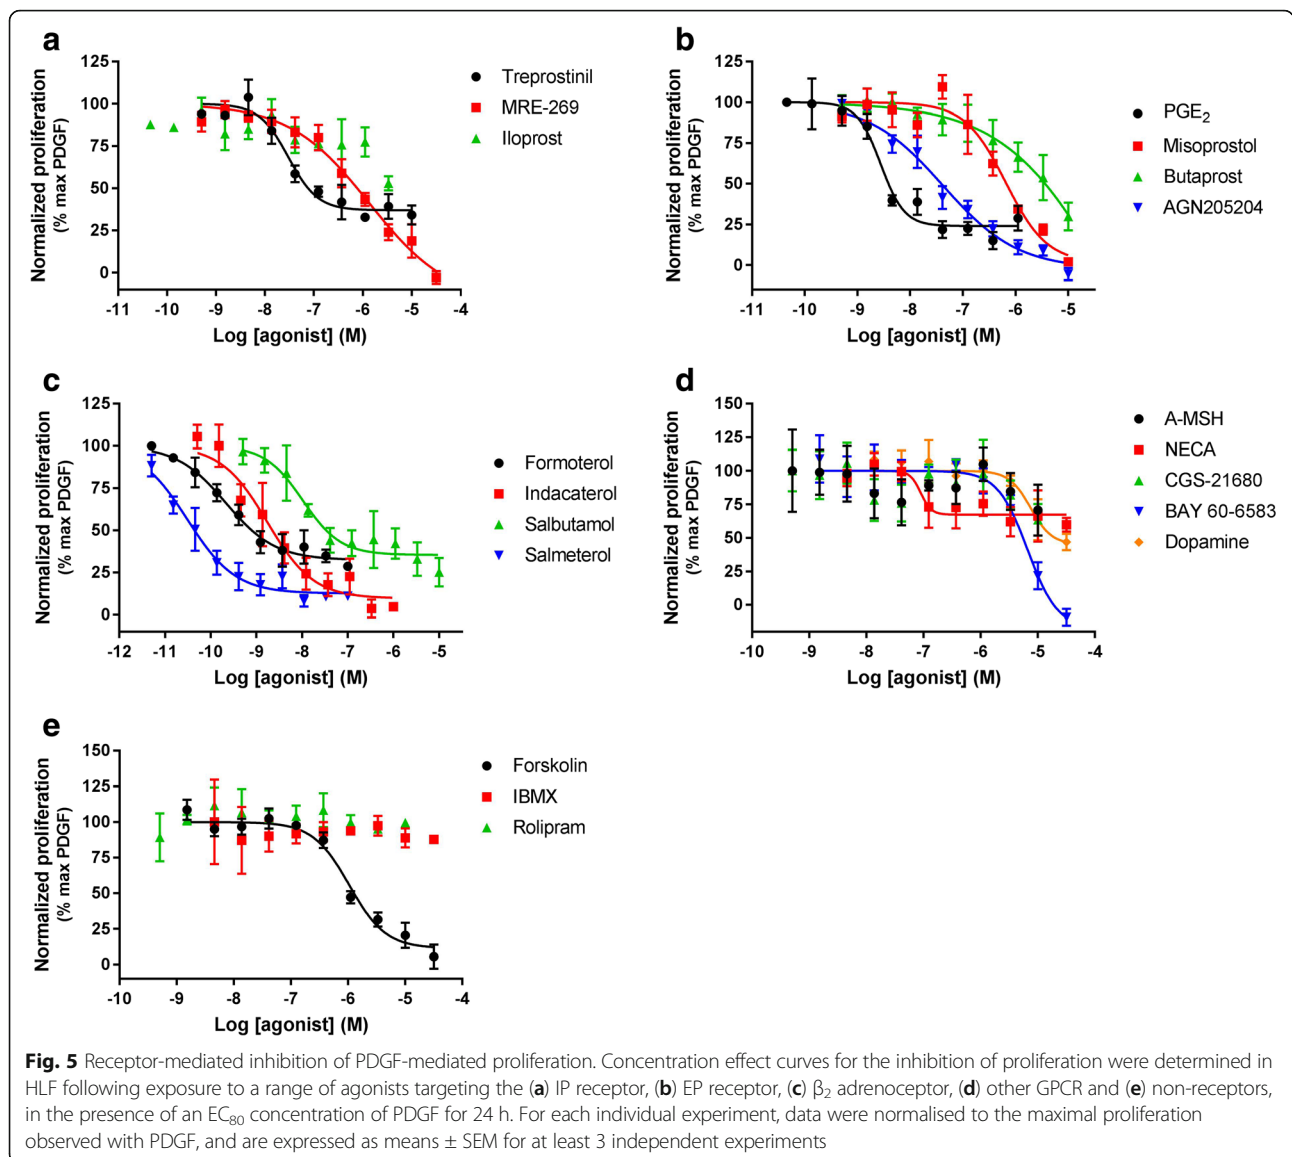 a
Normalized proliferation
(% max PDGF)
125
100
75
50
25
0
-11 -10 -9 -8 -7 -6 -5 -4
Log [agonist] (M)
Treprostinil
MRE-269
Iloprost
b
Normalized proliferation
(% max PDGF)
125
100
75
50
25
0
-11 -10 -9 -8 -7 -6 -5
Log [agonist] (M)
PGE2
Misoprostol
Butaprost
AGN205204
c
Normalized proliferation
(% max PDGF)
125
100
75
50
25
0
-12 -11 -10 -9 -8 -7 -6 -5
Log [agonist] (M)
Formoterol
Indacaterol
Salbutamol
Salmeterol
d
Normalized proliferation
(% max PDGF)
150
125
100
75
50
25
0
-10 -9 -8 -7 -6 -5 -4
Log [agonist] (M)
A-MSH
NECA
CGS-21680
BAY 60-6583
Dopamine
e
Normalized proliferation
(% max PDGF)
150
125
100
75
50
25
0
-10 -9 -8 -7 -6 -5 -4
Log [agonist] (M)
Forskolin
IBMX
Rolipram
Fig. 5 Receptor-mediated inhibition of PDGF-mediated proliferation. Concentration effect curves for the inhibition of proliferation were determined in
HLF following exposure to a range of agonists targeting the (a) IP receptor, (b) EP receptor, (c) β2 adrenoceptor, (d) other GPCR and (e) non-receptors,
in the presence of an EC80 concentration of PDGF for 24 h. For each individual experiment, data were normalised to the maximal proliferation
observed with PDGF, and are expressed as means ± SEM for at least 3 independent experiments